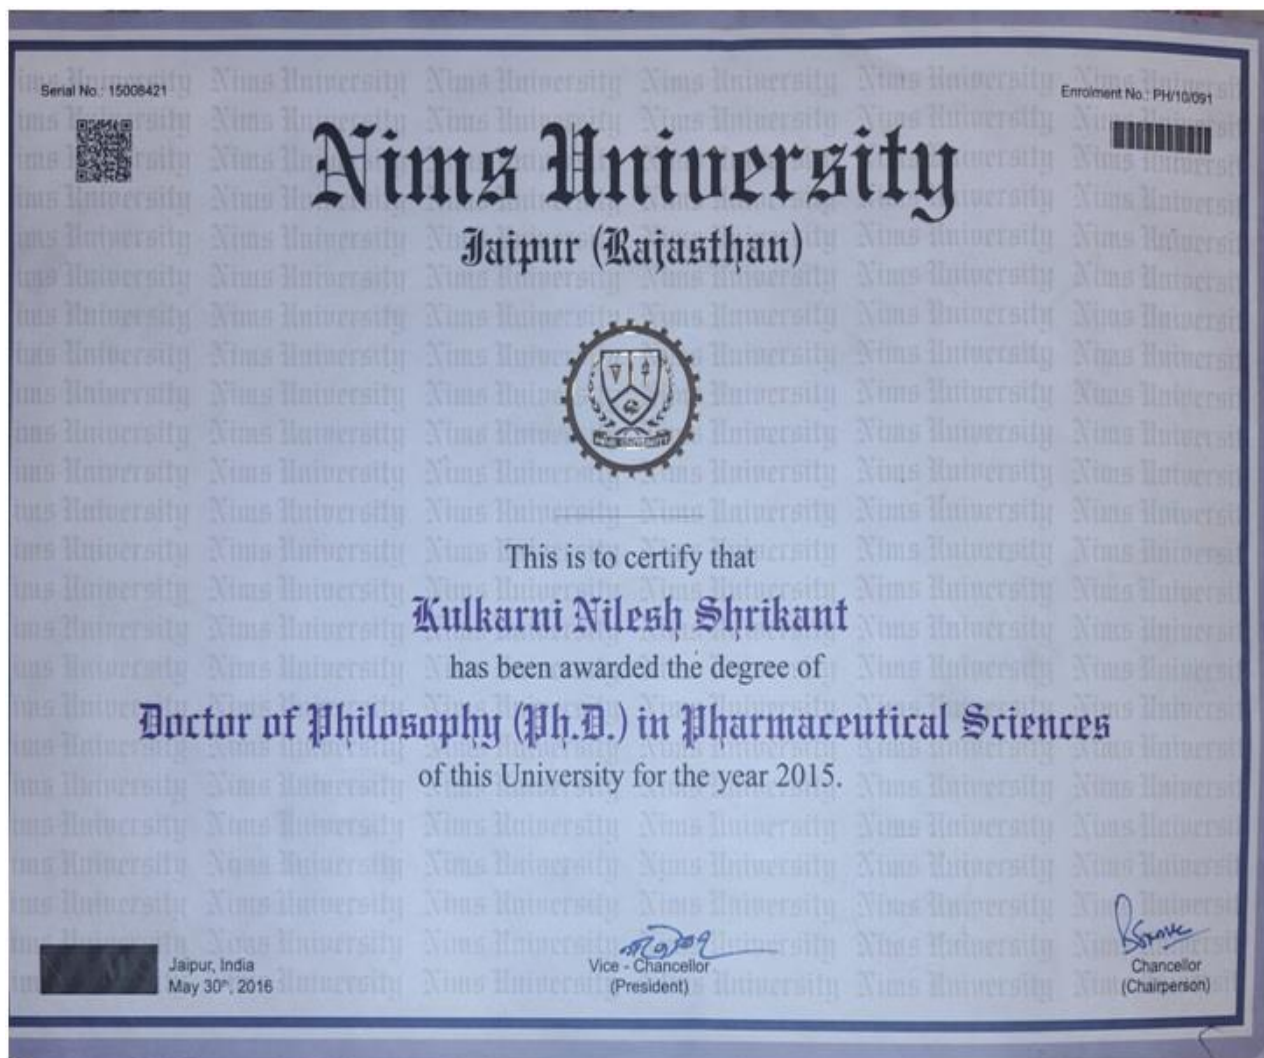 Serial No.: 15008421
Enrolment No.: PH/10/091
Nims University
Jaipur (Rajasthan)
This is to certify that
Kulkarni Nilesh Shrikant
has been awarded the degree of
Doctor of Philosophy (Ph.D.) in Pharmaceutical Sciences
of this University for the year 2015.
Jaipur, India
May 30th, 2016
Vice - Chancellor
(President)
Chancellor
(Chairperson)